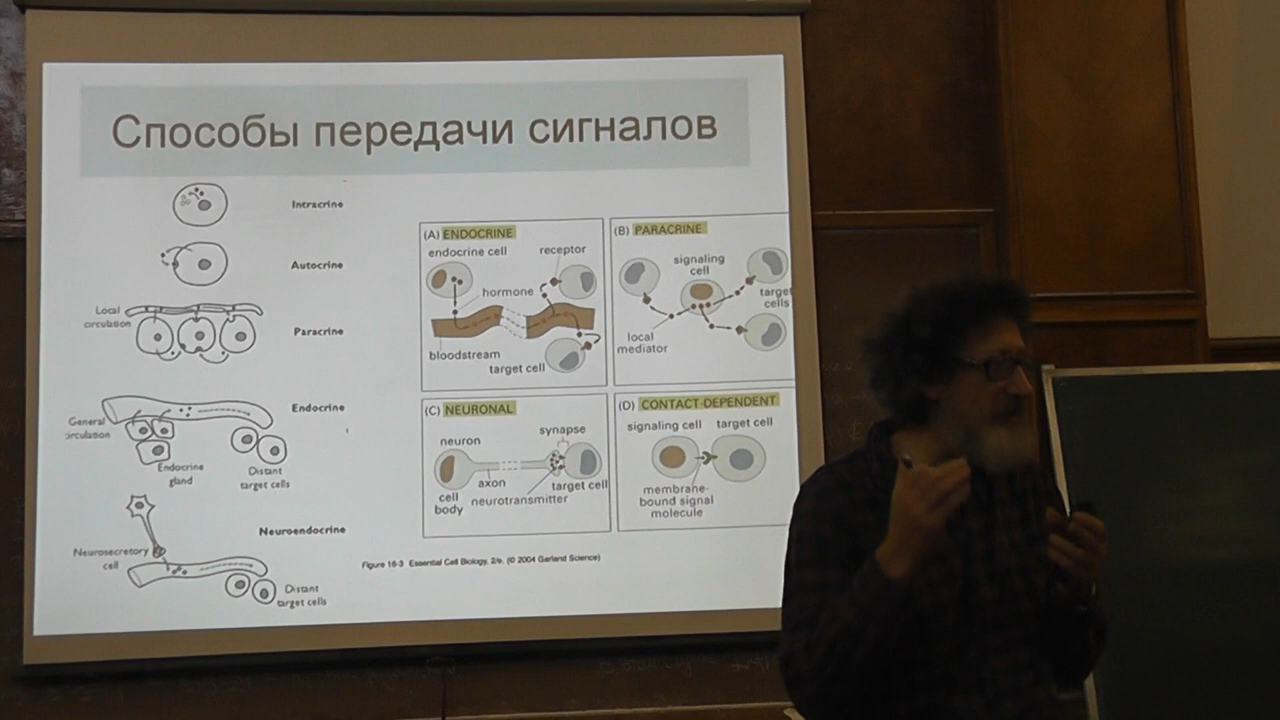 Способы передачи сигналов
Intracrine
Autocrine
Local
circulation
Paracrine
Endocrine
General
circulation
Endocrine
gland
Distant
target cells
Neuroendocrine
Neurosecretory
cell
Distant
target cells
(A) ENDOCRINE
endocrine cell
receptor
hormone
bloodstream
target cell
(B) PARACRINE
signaling
cell
target
cells
local
mediator
(C) NEURONAL
neuron
synapse
axon
target cell
neurotransmitter
cell
body
(D) CONTACT-DEPENDENT
signaling cell
target cell
membrane-
bound signal
molecule
Figure 16-3 Essential Cell Biology, 2/e. (© 2004 Garland Science)